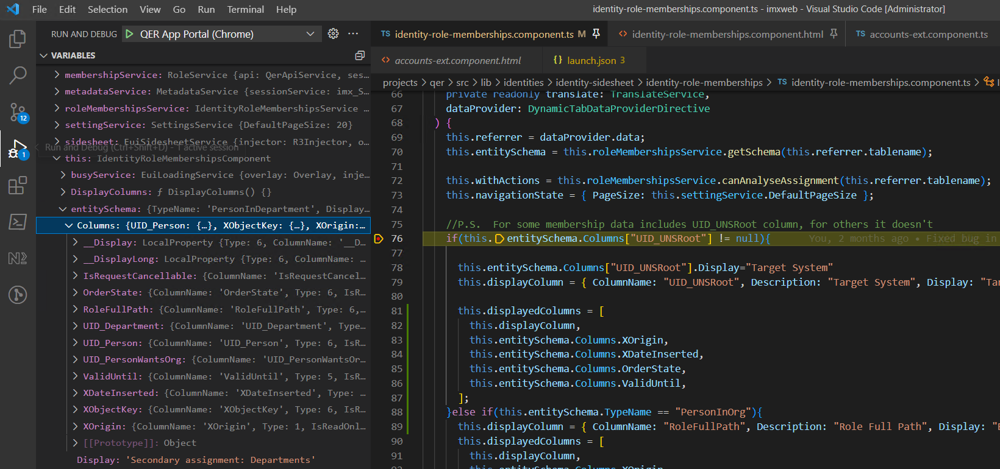 File Edit Selection View Go Run Terminal Help identity-role-memberships.component.ts - imxweb - Visual Studio Code [Administrator]
RUN AND DEBUG QER App Portal (Chrome) ···
TS identity-role-memberships.component.ts M <> identity-role-memberships.component.html TS accounts-ext.component.ts
<> accounts-ext.component.html {} launch.json 3
projects > qer > src > lib > identities > identity-sidesheet > identity-role-memberships > TS identity-role-memberships.component.ts >
VARIABLES
membershipService: RoleService {api: QerApiService, ses…
metadataService: MetadataService {sessionService: imx_S…
roleMembershipsService: IdentityRoleMembershipsService …
settingService: SettingsService {DefaultPageSize: 20}
sidesheet: EuiSidesheetService {injector: R3Injector, o…
Run and Debug (Ctrl+Shift+D) - 1 active session
this: IdentityRoleMembershipsComponent
busyService: EuiLoadingService {overlay: Overlay, inje…
DisplayColumns: ƒ DisplayColumns() {}
entitySchema: {TypeName: 'PersonInDepartment', Display…
Columns: {UID_Person: {…}, XObjectKey: {…}, XOrigin:…
__Display: LocalProperty {Type: 6, ColumnName: '__D…
__DisplayLong: LocalProperty {Type: 6, ColumnName: …
IsRequestCancellable: {ColumnName: 'IsRequestCancel…
OrderState: {ColumnName: 'OrderState', Type: 6, IsR…
RoleFullPath: {ColumnName: 'RoleFullPath', Type: 6,…
UID_Department: {ColumnName: 'UID_Department', Type…
UID_Person: {ColumnName: 'UID_Person', Type: 6, IsR…
UID_PersonWantsOrg: {ColumnName: 'UID_PersonWantsOr…
ValidUntil: {ColumnName: 'ValidUntil', Type: 5, IsR…
XDateInserted: {ColumnName: 'XDateInserted', Type: …
XObjectKey: {ColumnName: 'XObjectKey', Type: 6, IsR…
XOrigin: {ColumnName: 'XOrigin', Type: 1, IsReadOnl…
[[Prototype]]: Object
Display: 'Secondary assignment: Departments'
12
1
66 private readonly translate: TranslateService,
67 dataProvider: DynamicTabDataProviderDirective
68 ) {
69 this.referrer = dataProvider.data;
70 this.entitySchema = this.roleMembershipsService.getSchema(this.referrer.tablename);
71
72 this.withActions = this.roleMembershipsService.canAnalyseAssignment(this.referrer.tablename);
73 this.navigationState = { PageSize: this.settingService.DefaultPageSize };
74
75 //P.S. For some membership data includes UID_UNSRoot column, for others it doesn't
76 if(this.entitySchema.Columns["UID_UNSRoot"] != null){ You, 2 months ago • Fixed bug in
77
78 this.entitySchema.Columns["UID_UNSRoot"].Display="Target System"
79 this.displayColumn = { ColumnName: "UID_UNSRoot", Description: "Target System", Display: "Tar
80
81 this.displayedColumns = [
82 this.displayColumn,
83 this.entitySchema.Columns.XOrigin,
84 this.entitySchema.Columns.XDateInserted,
85 this.entitySchema.Columns.OrderState,
86 this.entitySchema.Columns.ValidUntil,
87 ];
88 }else if(this.entitySchema.TypeName == "PersonInOrg"){
89 this.displayColumn = { ColumnName: "RoleFullPath", Description: "Role Full Path", Display: "
90 this.displayedColumns = [
91 this.displayColumn,
this.entitySchema.Columns.XOrigin